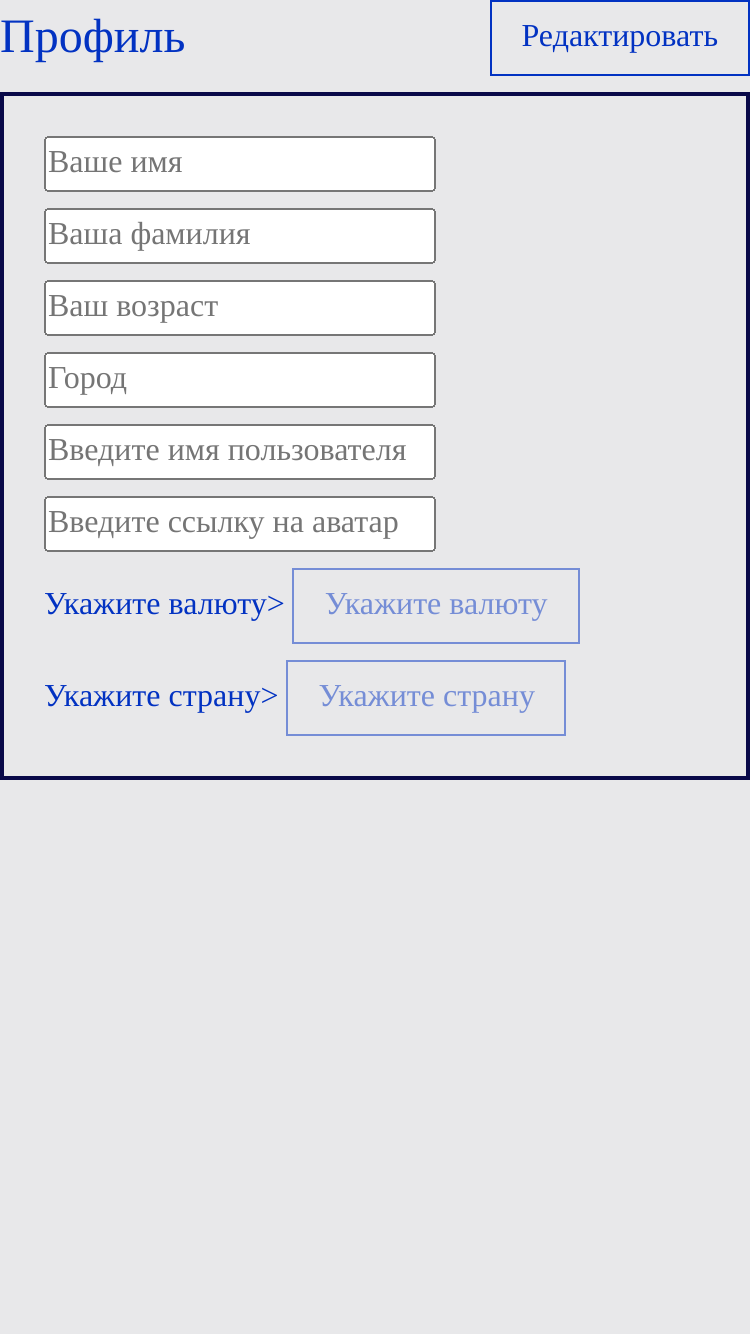 Профиль
Редактировать
Ваше имя
Ваша фамилия
Ваш возраст
Город
Введите имя пользователя
Введите ссылку на аватар
Укажите валюту> Укажите валюту
Укажите страну> Укажите страну